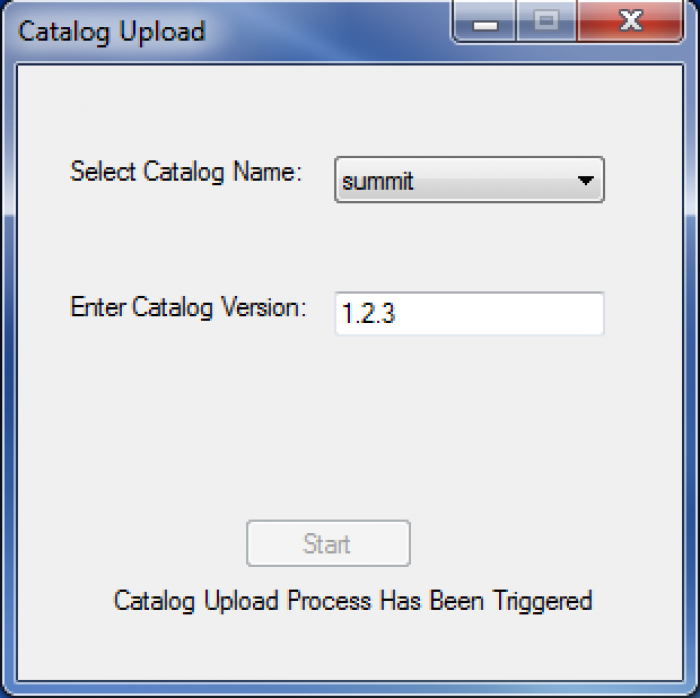 Catalog Upload
Select Catalog Name: summit
Enter Catalog Version: 1.2.3
Start
Catalog Upload Process Has Been Triggered